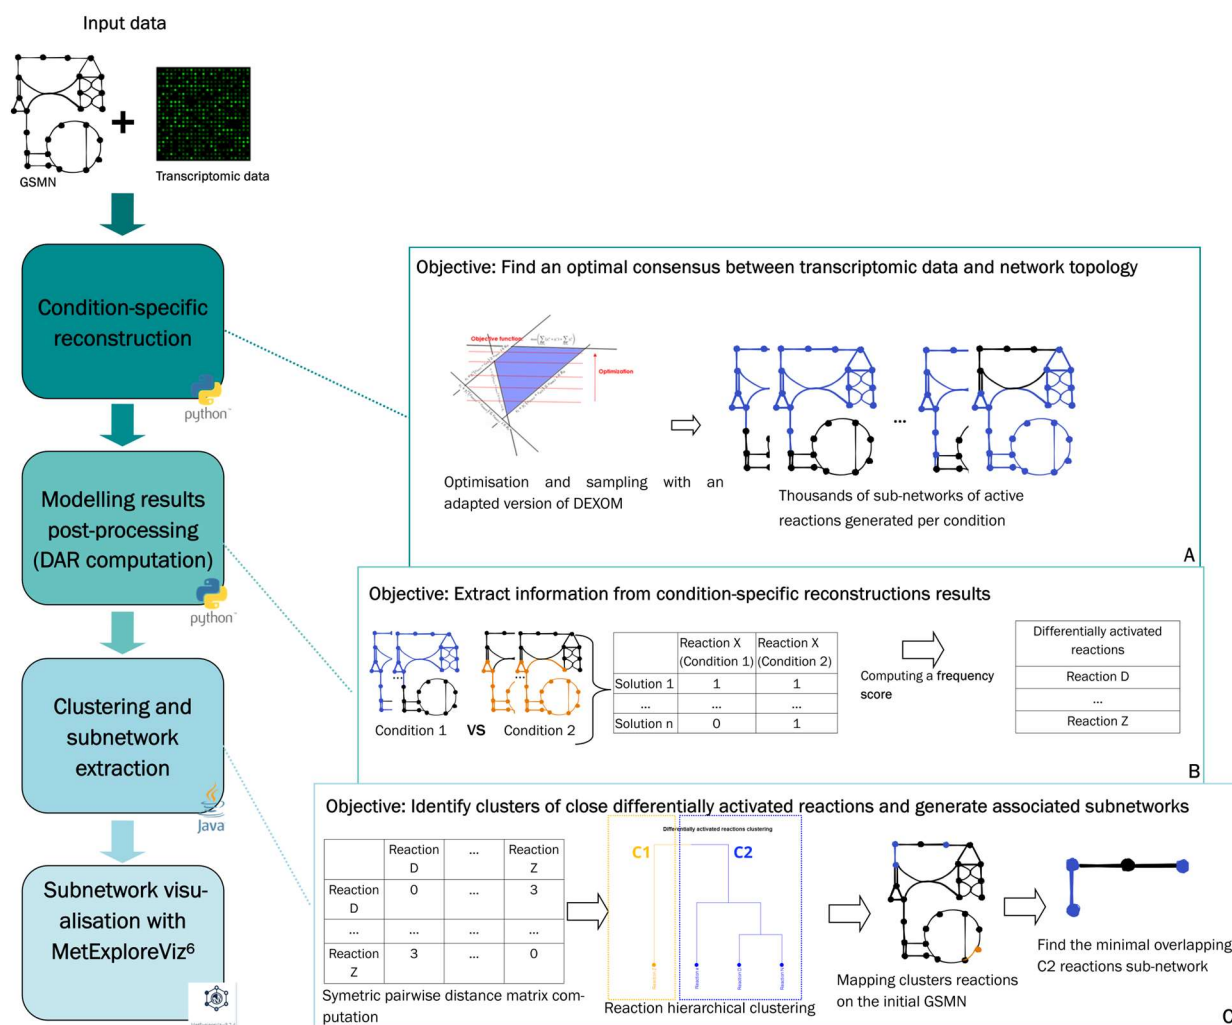 Input data
GSMN
Transcriptomic data
Condition-specific
reconstruction
python
Modelling results
post-processing
(DAR computation)
python
Clustering and
subnetwork
extraction
Java
Subnetwork visu-
alisation with
MetExploreViz⁶
Objective: Find an optimal consensus between transcriptomic data and network topology
Objective function
Optimisation
Optimisation and sampling with an
adapted version of DEXOM
...
Thousands of sub-networks of active
reactions generated per condition
A
Objective: Extract information from condition-specific reconstructions results
...
...
Condition 1 VS Condition 2
Reaction X Reaction X
(Condition 1) (Condition 2)
Solution 1 1 1
... ... ...
Solution n 0 1
Computing a frequency
score
Differentially activated
reactions
Reaction D
...
Reaction Z
B
Objective: Identify clusters of close differentially activated reactions and generate associated subnetworks
Reaction ... Reaction
D Z
Reaction 0 ... 3
D
... ... ...
Reaction 3 ... 0
Z
Symetric pairwise distance matrix com-
putation
Differentially activated reactions clustering
C1 C2
Reaction hierarchical clustering
Mapping clusters reactions
on the initial GSMN
Find the minimal overlapping
C2 reactions sub-network
C